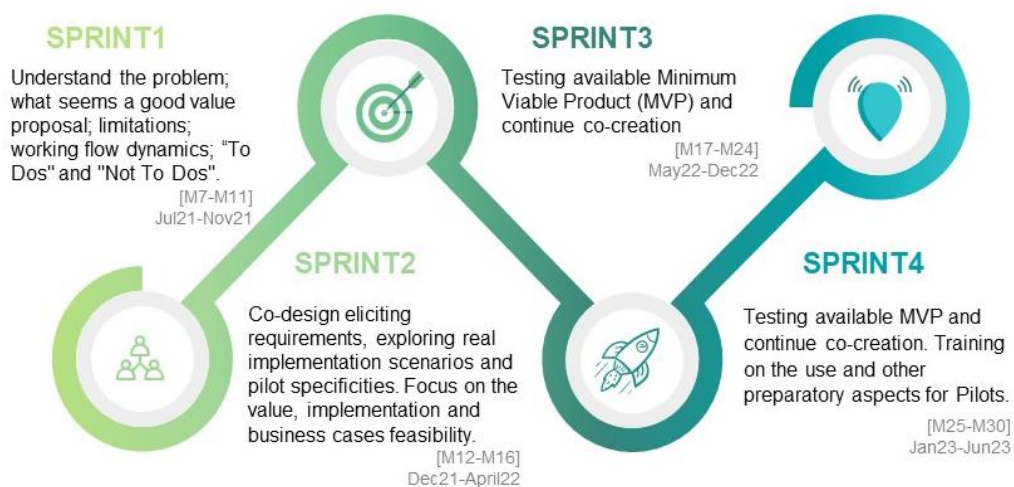 SPRINT1
Understand the problem;
what seems a good value
proposal; limitations;
working flow dynamics; “To
Dos" and "Not To Dos".
[M7-M11]
Jul21-Nov21
SPRINT2
Co-design eliciting
requirements, exploring real
implementation scenarios and
pilot specificities. Focus on the
value, implementation and
business cases feasibility.
[M12-M16]
Dec21-April22
SPRINT3
Testing available Minimum
Viable Product (MVP) and
continue co-creation
[M17-M24]
May22-Dec22
SPRINT4
Testing available MVP and
continue co-creation. Training
on the use and other
preparatory aspects for Pilots.
[M25-M30]
Jan23-Jun23